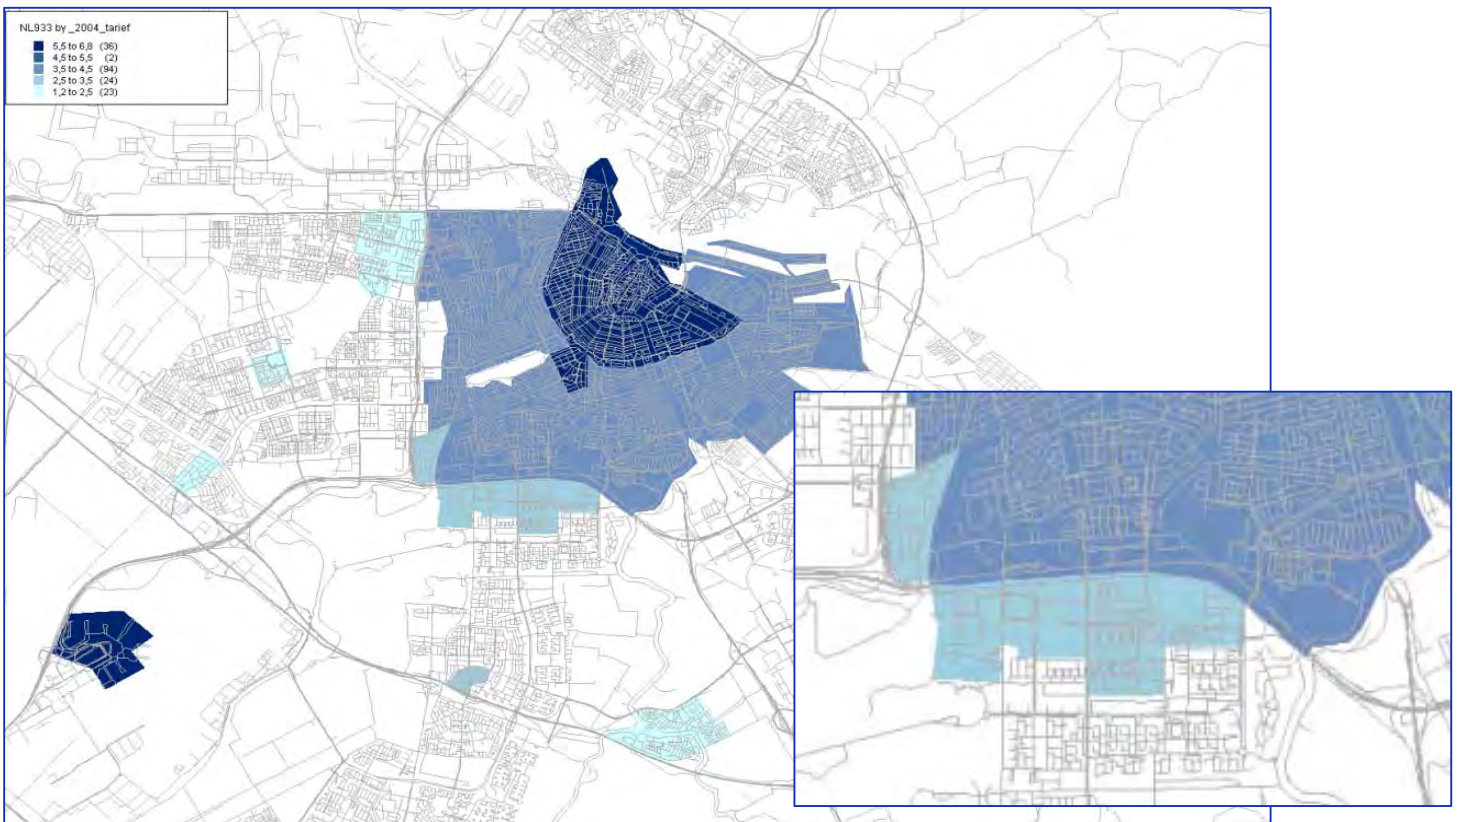 NL933 by _2004_tarief
5,5 to 6,8 (36)
4,5 to 5,5 (2)
3,5 to 4,5 (94)
2,5 to 3,5 (24)
1,2 to 2,5 (23)